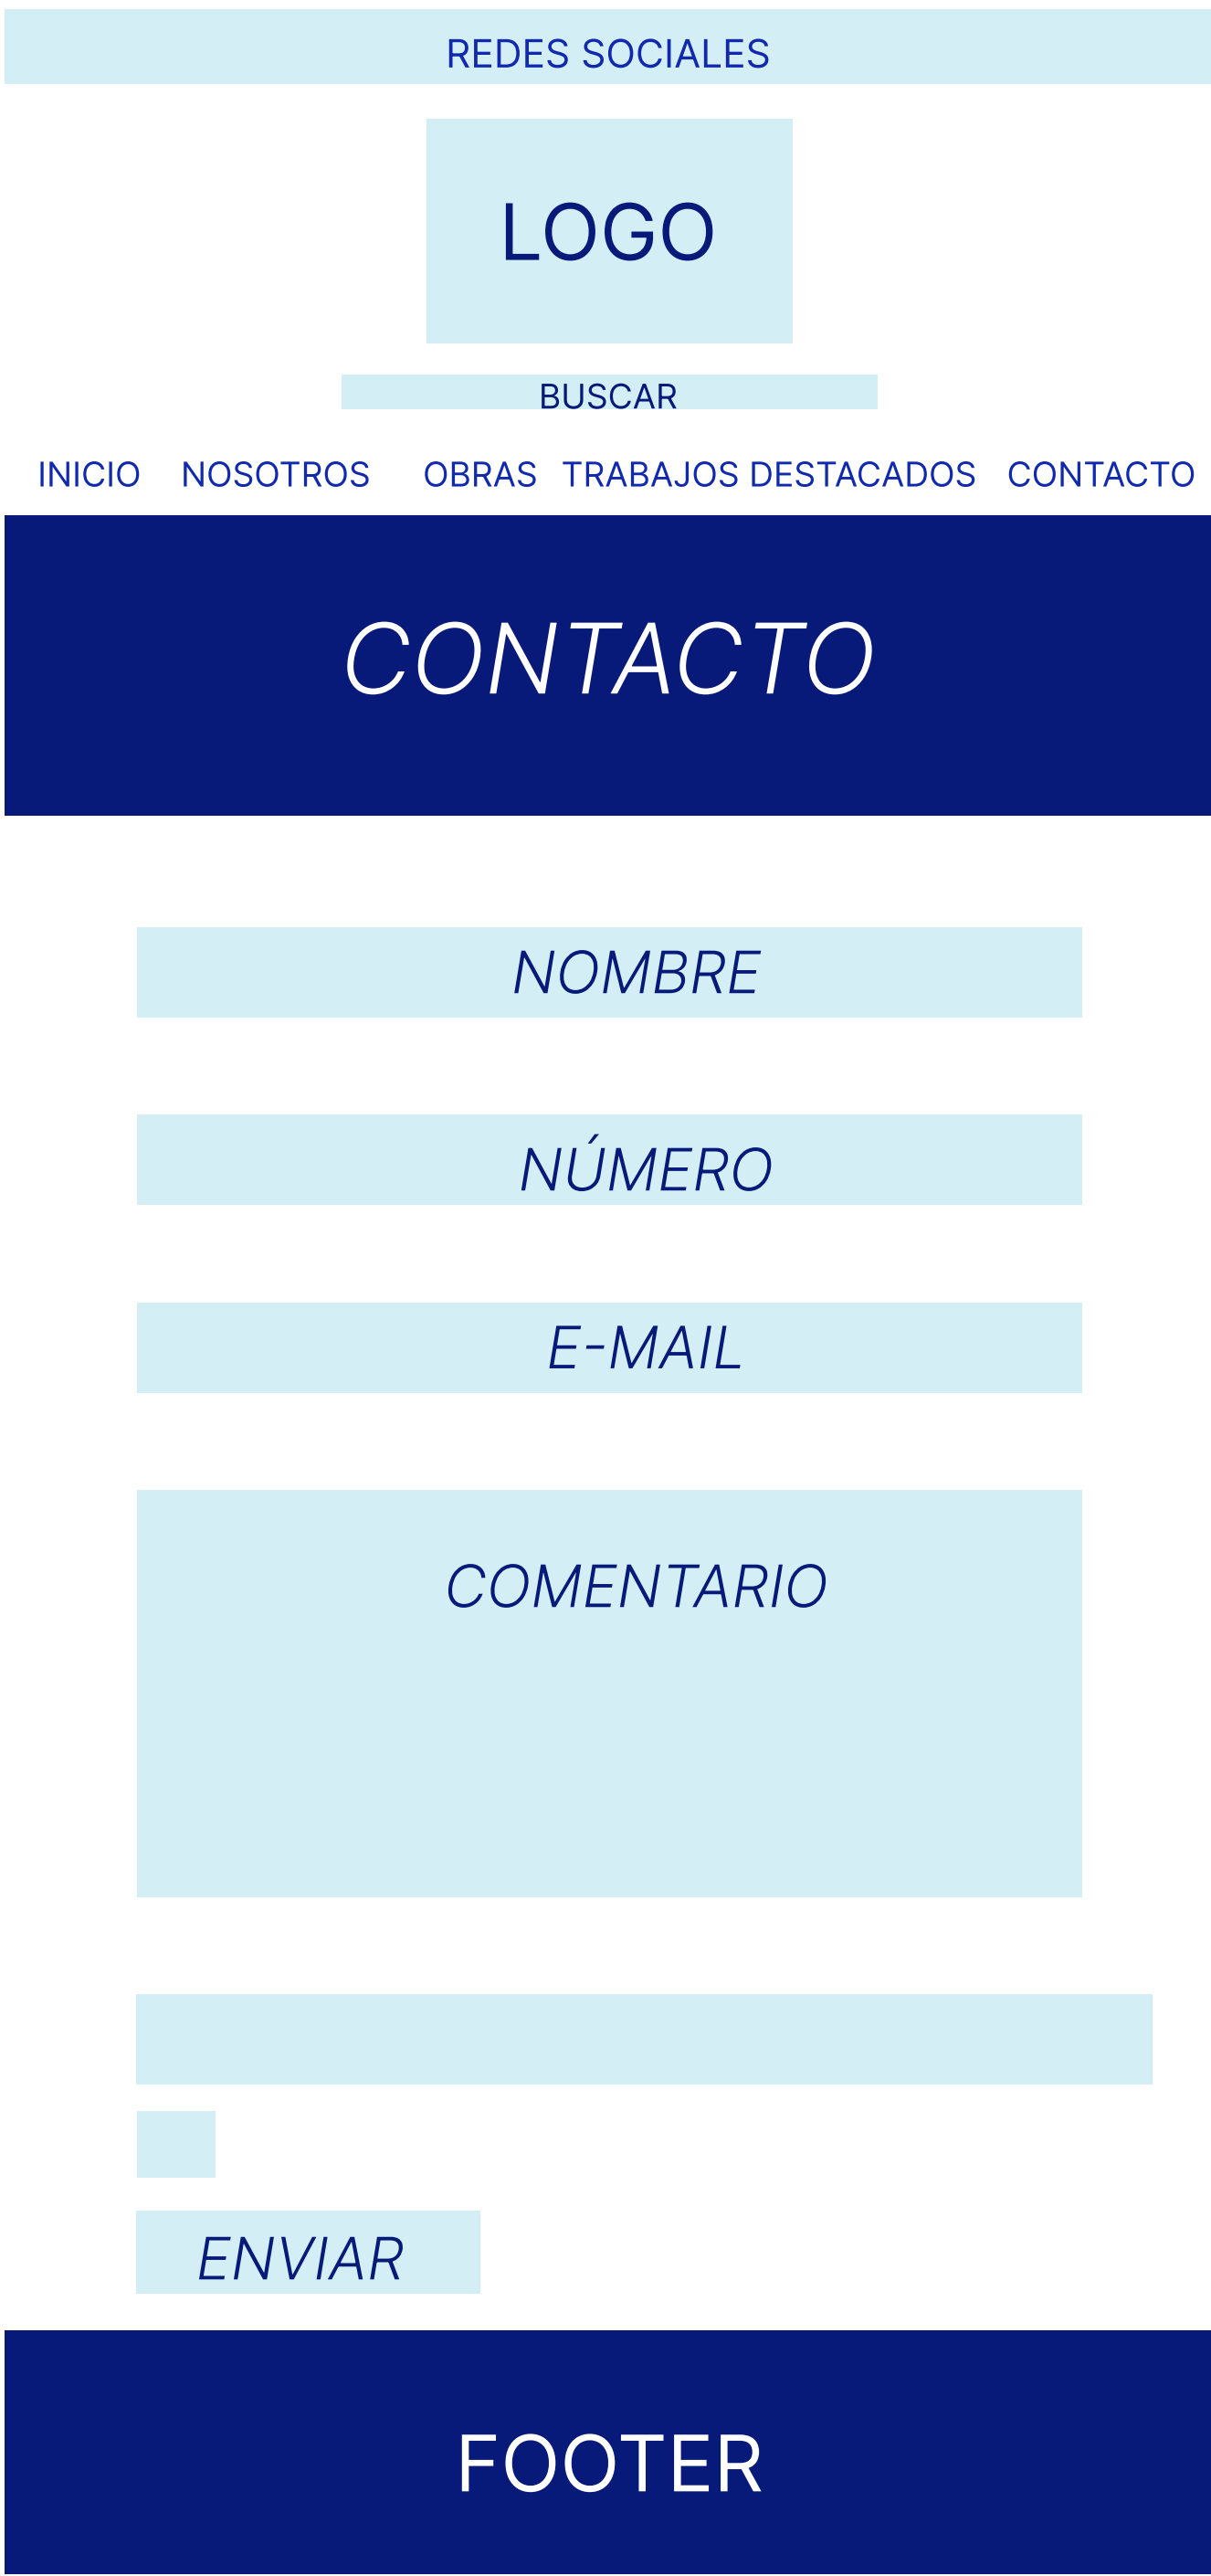 REDES SOCIALES
LOGO
BUSCAR
INICIO NOSOTROS OBRAS TRABAJOS DESTACADOS CONTACTO
CONTACTO
NOMBRE
NÚMERO
E-MAIL
COMENTARIO
ENVIAR
FOOTER